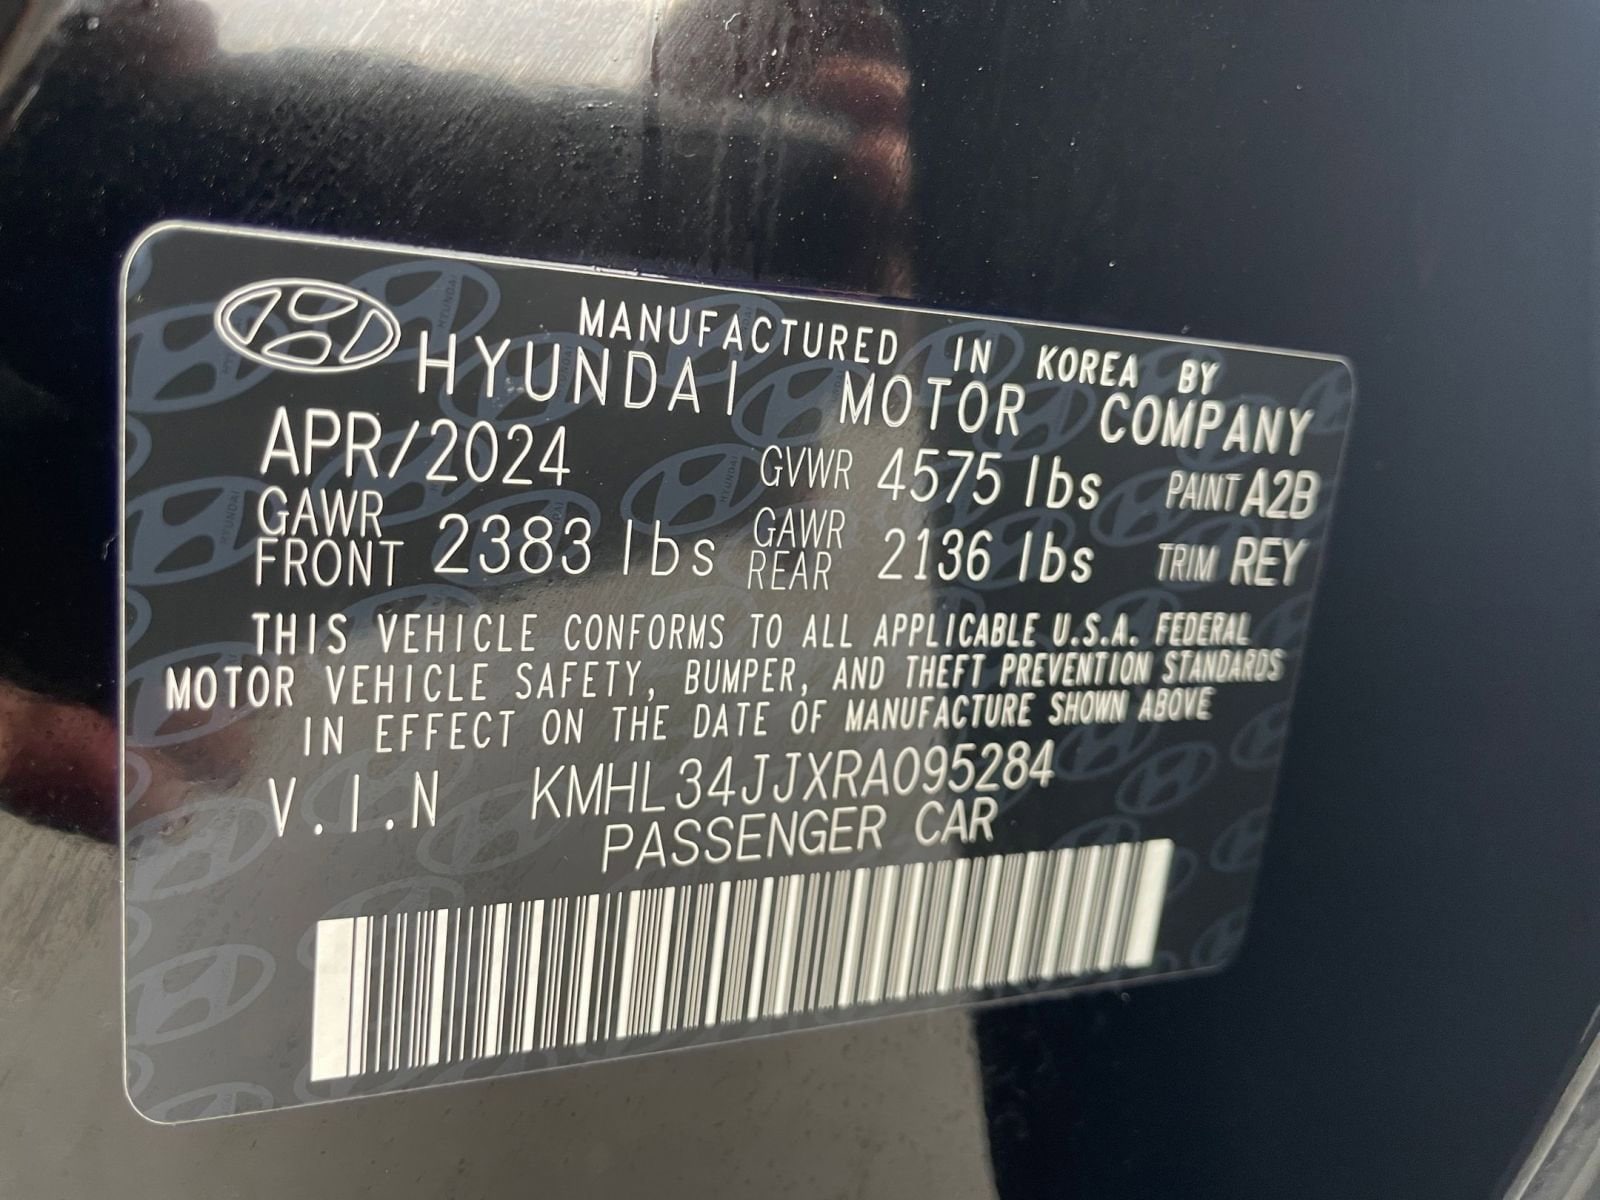 MANUFACTURED IN KOREA BY
HYUNDAI MOTOR COMPANY
APR/2024 GVWR 4575 lbs PAINT A2B
GAWR FRONT 2383 lbs GAWR REAR 2136 lbs TRIM REY
THIS VEHICLE CONFORMS TO ALL APPLICABLE U.S.A. FEDERAL
MOTOR VEHICLE SAFETY, BUMPER, AND THEFT PREVENTION STANDARDS
IN EFFECT ON THE DATE OF MANUFACTURE SHOWN ABOVE
V.I.N KMHL34JJXRA095284
PASSENGER CAR